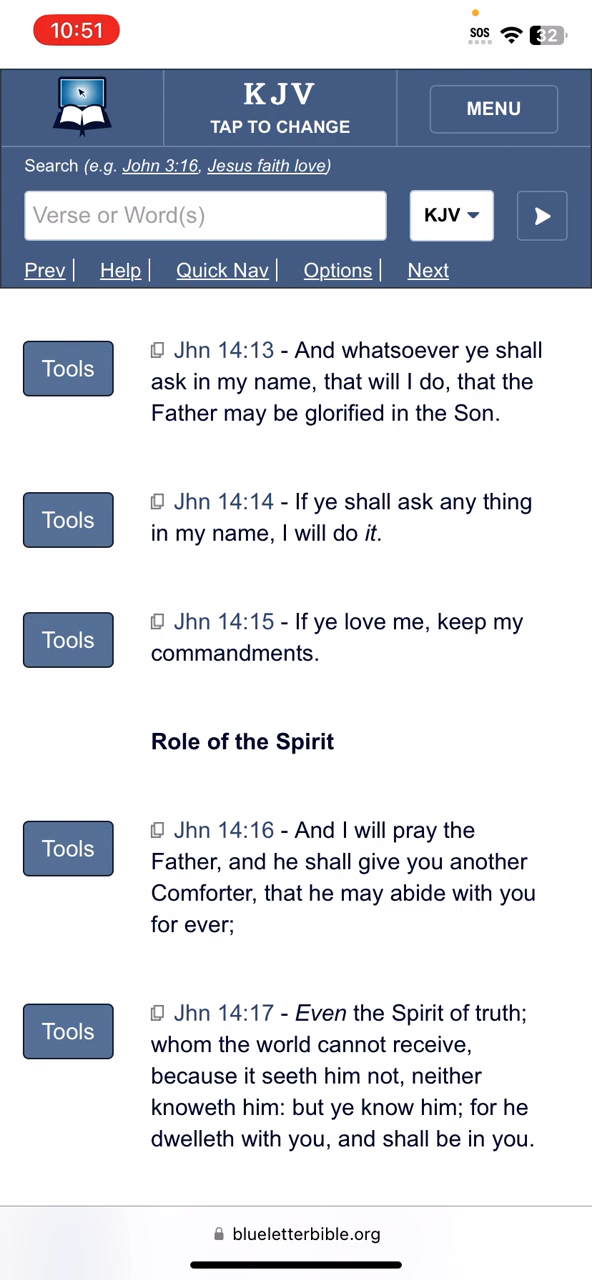 10:51
SOS
32
KJV
TAP TO CHANGE
MENU
Search (e.g. John 3:16, Jesus faith love)
Verse or Word(s)
KJV
Prev | Help | Quick Nav | Options | Next
Tools
Jhn 14:13 - And whatsoever ye shall
ask in my name, that will I do, that the
Father may be glorified in the Son.
Tools
Jhn 14:14 - If ye shall ask any thing
in my name, I will do it.
Tools
Jhn 14:15 - If ye love me, keep my
commandments.
Role of the Spirit
Tools
Jhn 14:16 - And I will pray the
Father, and he shall give you another
Comforter, that he may abide with you
for ever;
Tools
Jhn 14:17 - Even the Spirit of truth;
whom the world cannot receive,
because it seeth him not, neither
knoweth him: but ye know him; for he
dwelleth with you, and shall be in you.
blueletterbible.org